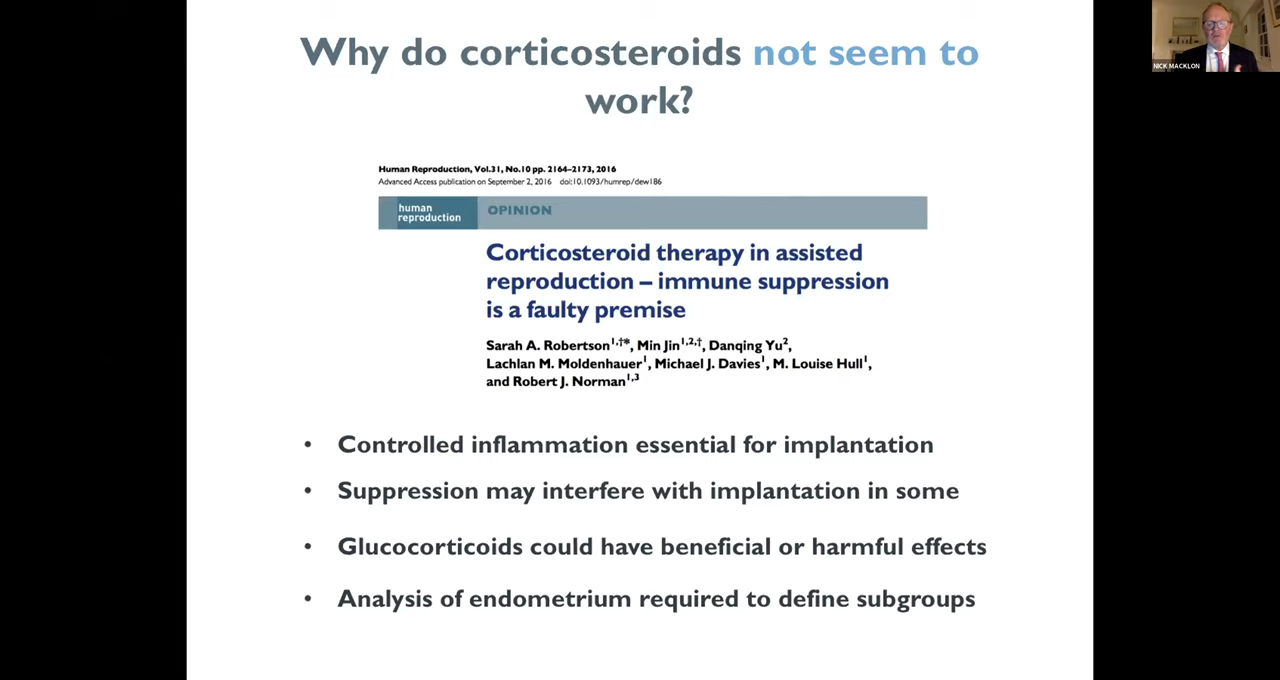 Why do corticosteroids not seem to
work?
Human Reproduction, Vol.31, No.10 pp. 2164–2173, 2016
Advanced Access publication on September 2, 2016 doi:10.1093/humrep/dew186
human
reproduction
OPINION
Corticosteroid therapy in assisted
reproduction – immune suppression
is a faulty premise
Sarah A. Robertson1,†*, Min Jin1,2,†, Danqing Yu2,
Lachlan M. Moldenhauer1, Michael J. Davies1, M. Louise Hull1,
and Robert J. Norman1,3
• Controlled inflammation essential for implantation
• Suppression may interfere with implantation in some
• Glucocorticoids could have beneficial or harmful effects
• Analysis of endometrium required to define subgroups
NICK MACKLON